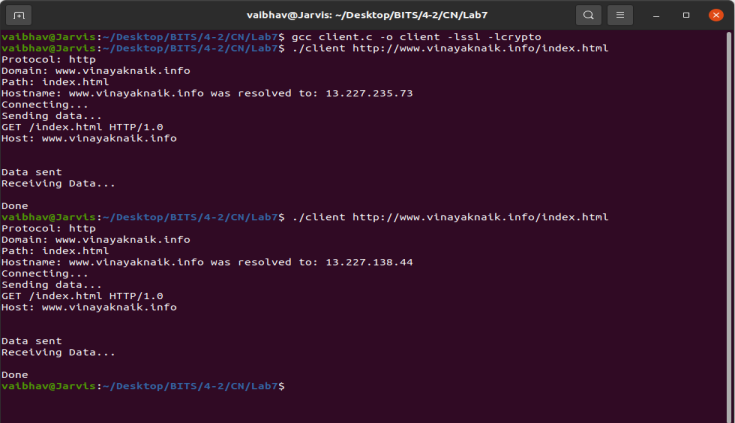 vaibhav@Jarvis: ~/Desktop/BITS/4-2/CN/Lab7
vaibhav@Jarvis:~/Desktop/BITS/4-2/CN/Lab7$ gcc client.c -o client -lssl -lcrypto
vaibhav@Jarvis:~/Desktop/BITS/4-2/CN/Lab7$ ./client http://www.vinayaknaik.info/index.html
Protocol: http
Domain: www.vinayaknaik.info
Path: index.html
Hostname: www.vinayaknaik.info was resolved to: 13.227.235.73
Connecting...
Sending data...
GET /index.html HTTP/1.0
Host: www.vinayaknaik.info
Data sent
Receiving Data...
Done
vaibhav@Jarvis:~/Desktop/BITS/4-2/CN/Lab7$ ./client http://www.vinayaknaik.info/index.html
Protocol: http
Domain: www.vinayaknaik.info
Path: index.html
Hostname: www.vinayaknaik.info was resolved to: 13.227.138.44
Connecting...
Sending data...
GET /index.html HTTP/1.0
Host: www.vinayaknaik.info
Data sent
Receiving Data...
Done
vaibhav@Jarvis:~/Desktop/BITS/4-2/CN/Lab7$